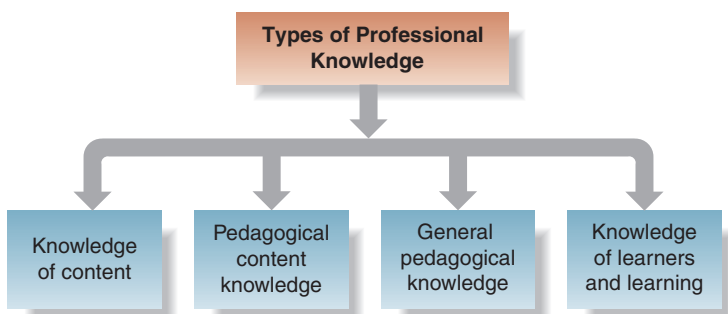 Types of Professional
Knowledge
Knowledge
of content
Pedagogical
content
knowledge
General
pedagogical
knowledge
Knowledge
of learners
and learning